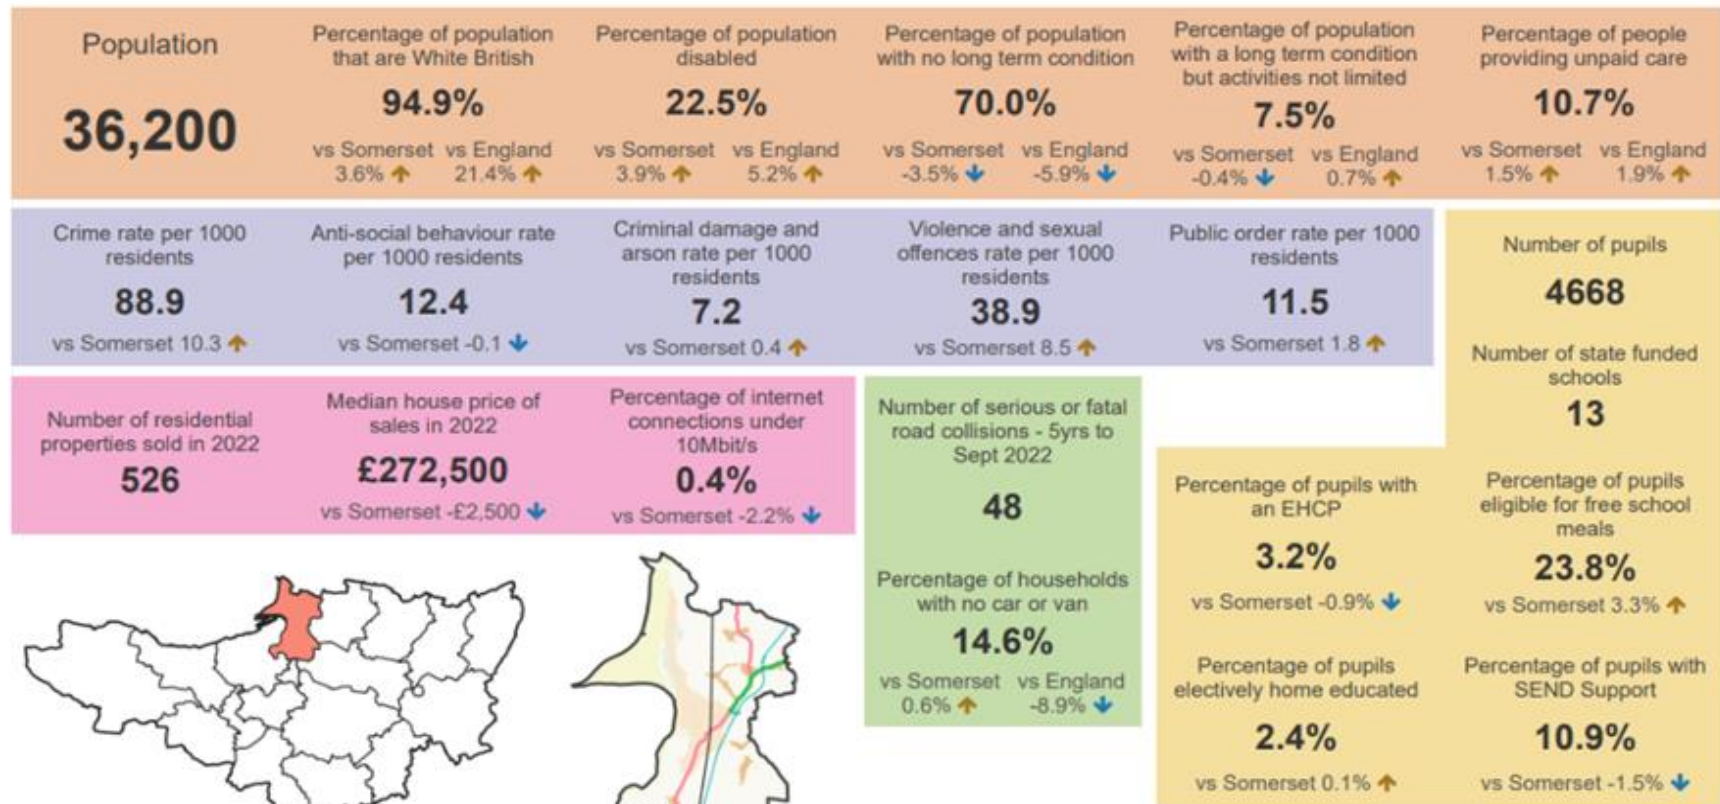 Population
36,200
Percentage of population
that are White British
94.9%
vs Somerset vs England
3.6% ↑ 21.4% ↑
Percentage of population
disabled
22.5%
vs Somerset vs England
3.9% ↑ 5.2% ↑
Percentage of population
with no long term condition
70.0%
vs Somerset vs England
-3.5% ↓ -5.9% ↓
Percentage of population
with a long term condition
but activities not limited
7.5%
vs Somerset vs England
-0.4% ↓ 0.7% ↑
Percentage of people
providing unpaid care
10.7%
vs Somerset vs England
1.5% ↑ 1.9% ↑
Crime rate per 1000
residents
88.9
vs Somerset 10.3 ↑
Anti-social behaviour rate
per 1000 residents
12.4
vs Somerset -0.1 ↓
Criminal damage and
arson rate per 1000
residents
7.2
vs Somerset 0.4 ↑
Violence and sexual
offences rate per 1000
residents
38.9
vs Somerset 8.5 ↑
Public order rate per 1000
residents
11.5
vs Somerset 1.8 ↑
Number of pupils
4668
Number of state funded
schools
13
Number of residential
properties sold in 2022
526
Median house price of
sales in 2022
£272,500
vs Somerset -£2,500 ↓
Percentage of internet
connections under
10Mbit/s
0.4%
vs Somerset -2.2% ↓
Number of serious or fatal
road collisions - 5yrs to
Sept 2022
48
Percentage of households
with no car or van
14.6%
vs Somerset vs England
0.6% ↑ -8.9% ↓
Percentage of pupils with
an EHCP
3.2%
vs Somerset -0.9% ↓
Percentage of pupils
eligible for free school
meals
23.8%
vs Somerset 3.3% ↑
Percentage of pupils
electively home educated
2.4%
vs Somerset 0.1% ↑
Percentage of pupils with
SEND Support
10.9%
vs Somerset -1.5% ↓